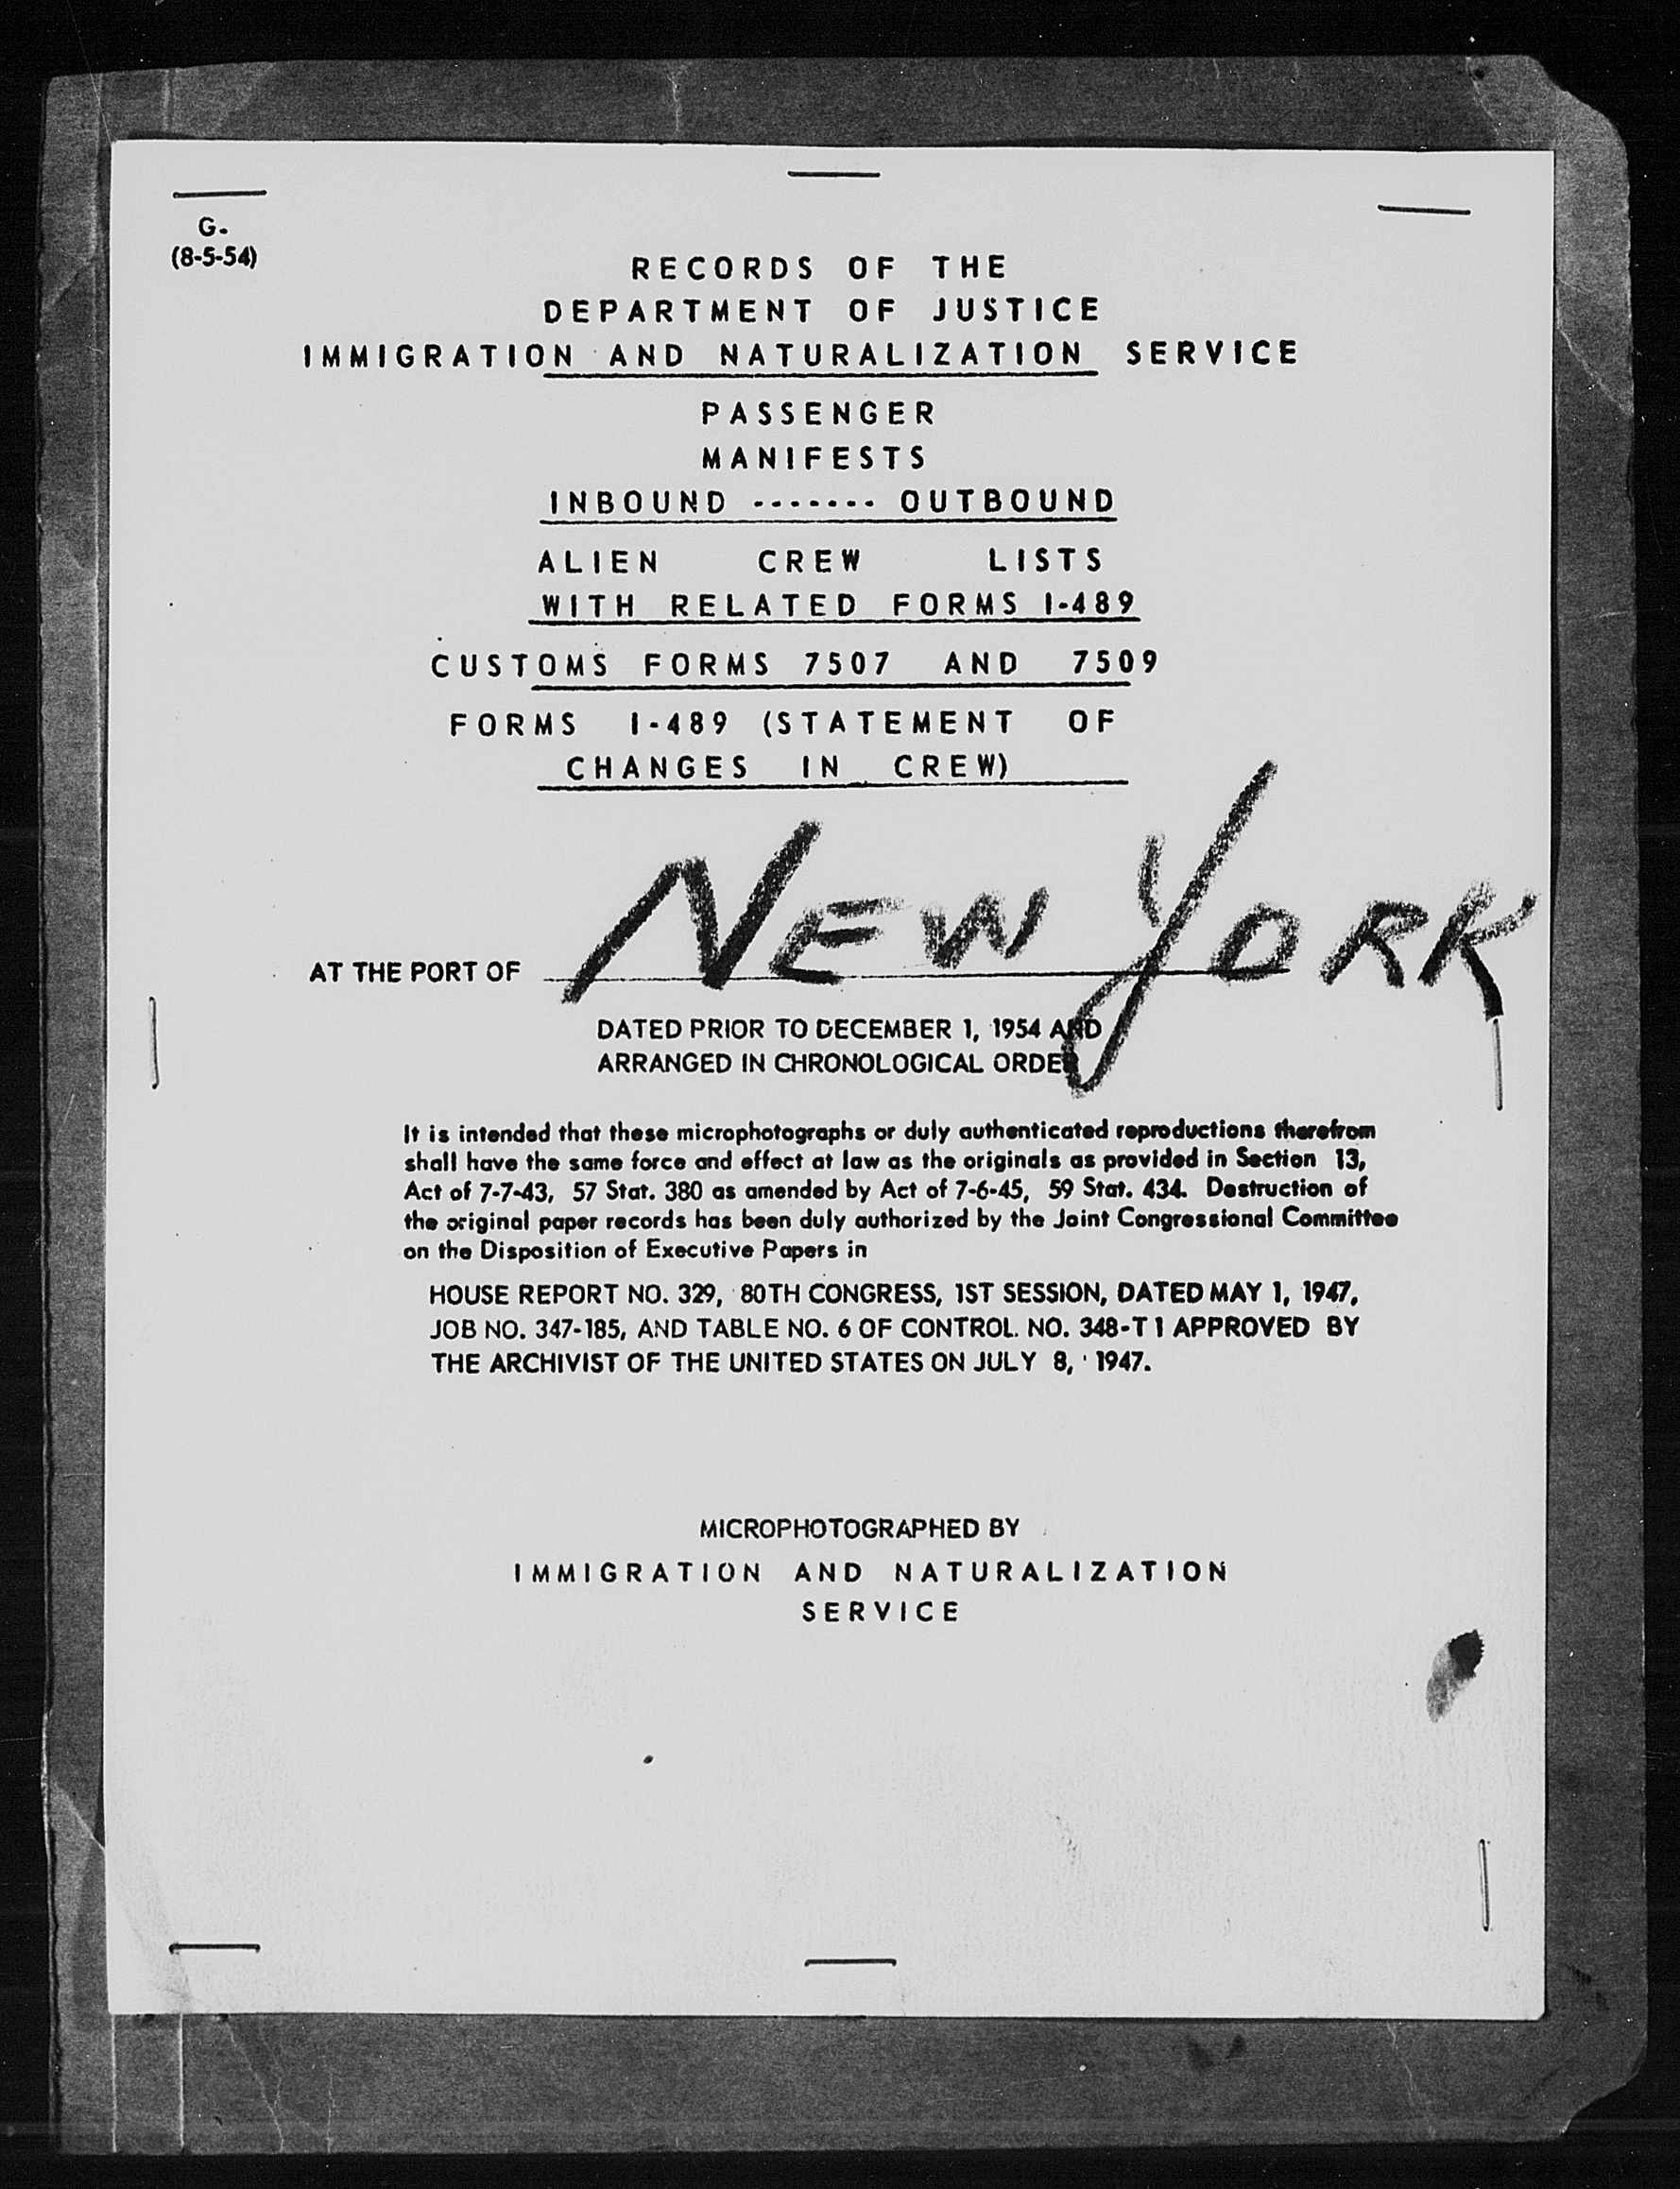 G.
(8-5-54)
RECORDS OF THE
DEPARTMENT OF JUSTICE
IMMIGRATION AND NATURALIZATION SERVICE
PASSENGER
MANIFESTS
INBOUND ------- OUTBOUND
ALIEN CREW LISTS
WITH RELATED FORMS I-489
CUSTOMS FORMS 7507 AND 7509
FORMS I-489 (STATEMENT OF
CHANGES IN CREW)
AT THE PORT OF NEW YORK
DATED PRIOR TO DECEMBER 1, 1954 AND
ARRANGED IN CHRONOLOGICAL ORDER
It is intended that these microphotographs or duly authenticated reproductions therefrom
shall have the same force and effect at law as the originals as provided in Section 13,
Act of 7-7-43, 57 Stat. 380 as amended by Act of 7-6-45, 59 Stat. 434. Destruction of
the original paper records has been duly authorized by the Joint Congressional Committee
on the Disposition of Executive Papers in
HOUSE REPORT NO. 329, 80TH CONGRESS, 1ST SESSION, DATED MAY 1, 1947,
JOB NO. 347-185, AND TABLE NO. 6 OF CONTROL. NO. 348-T 1 APPROVED BY
THE ARCHIVIST OF THE UNITED STATES ON JULY 8, 1947.
MICROPHOTOGRAPHED BY
IMMIGRATION AND NATURALIZATION
SERVICE